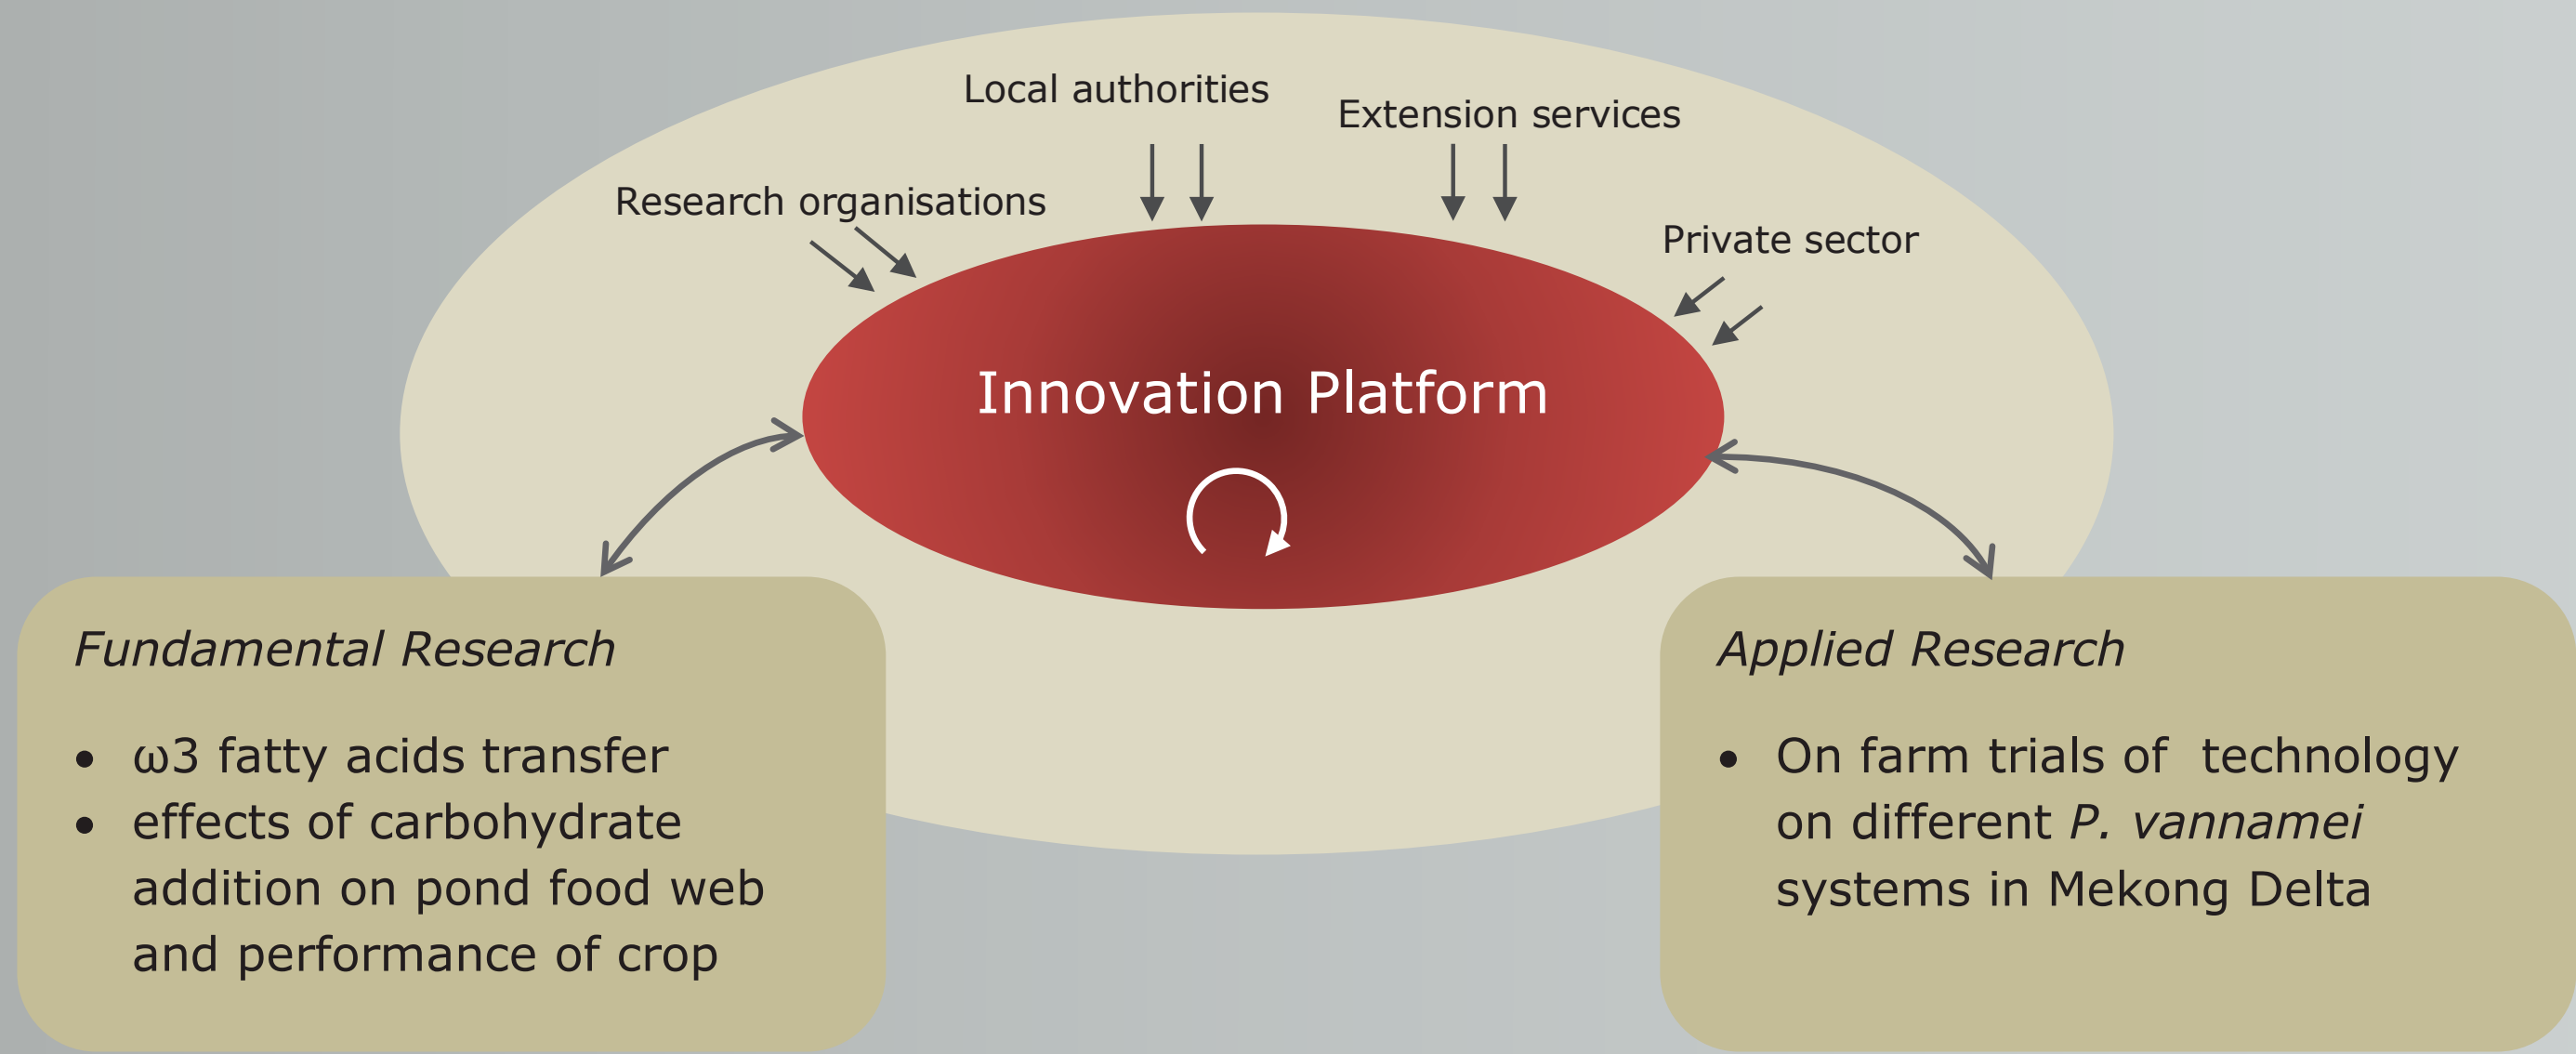 Local authorities
Extension services
Research organisations
Private sector
Innovation Platform
Fundamental Research
• ω3 fatty acids transfer
• effects of carbohydrate
addition on pond food web
and performance of crop
Applied Research
• On farm trials of  technology
on different P. vannamei
systems in Mekong Delta